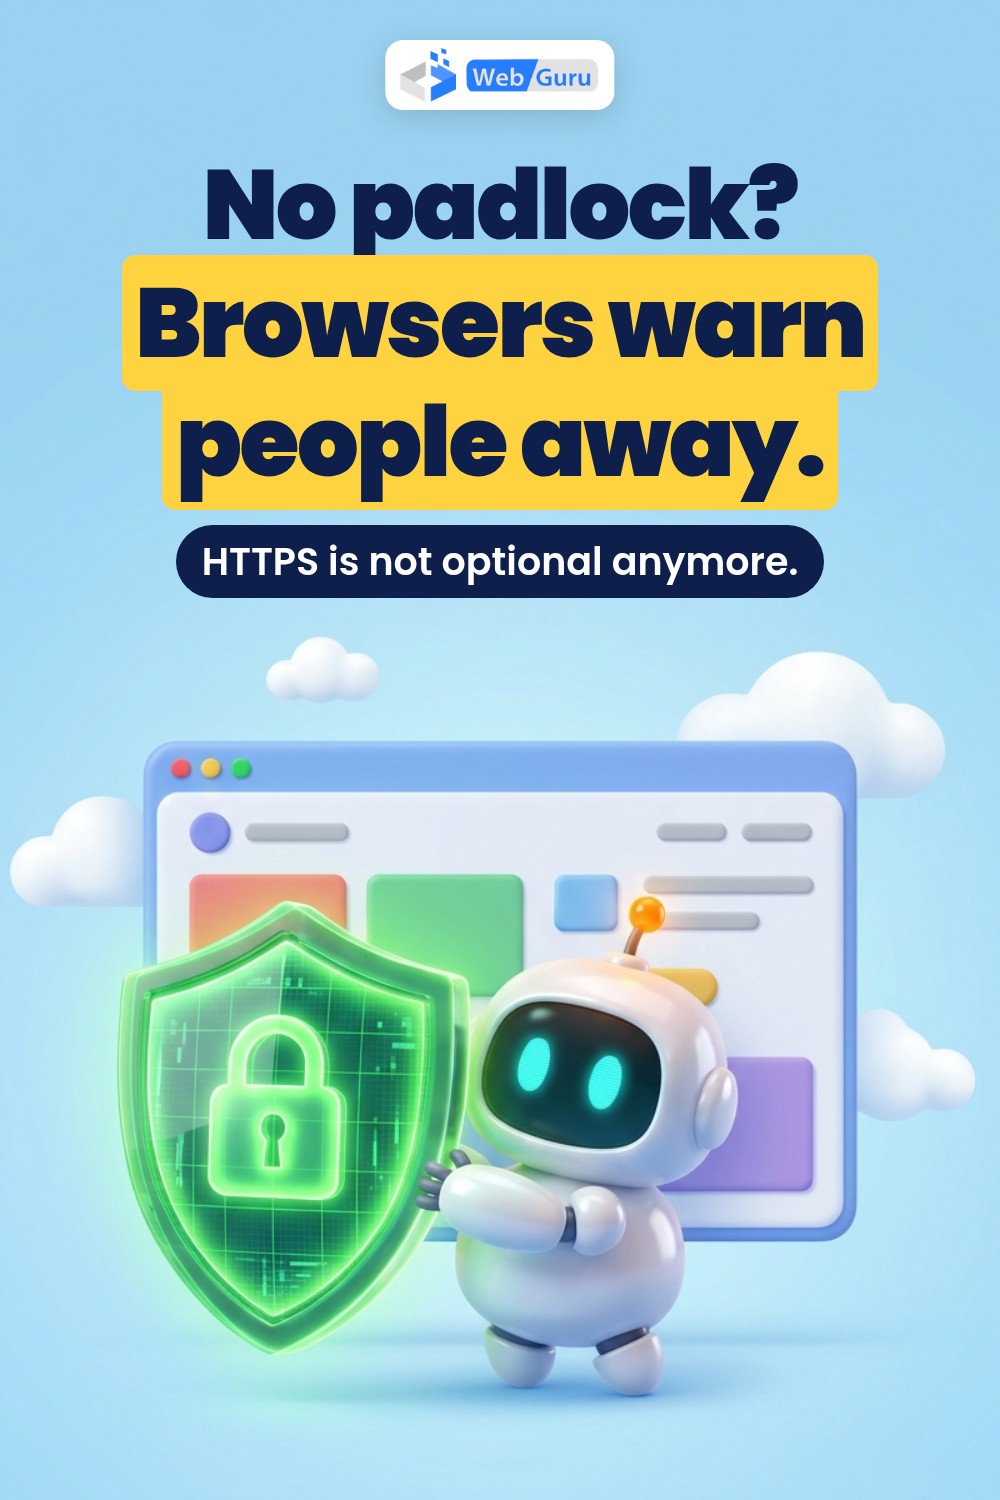 Web Guru
No padlock?
Browsers warn
people away.
HTTPS is not optional anymore.